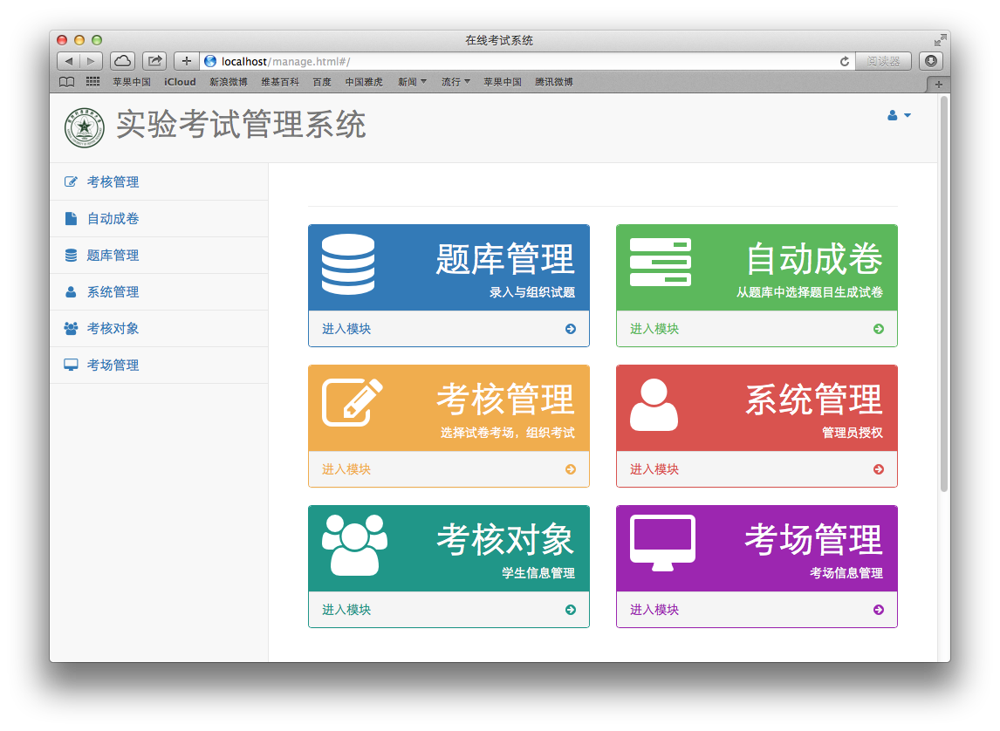 在线考试系统
localhost/manage.html#/
阅读器
苹果中国 iCloud 新浪微博 维基百科 百度 中国雅虎 新闻 流行 苹果中国 腾讯微博
实验考试管理系统
考核管理
自动成卷
题库管理
系统管理
考核对象
考场管理
题库管理
录入与组织试题
进入模块
自动成卷
从题库中选择题目生成试卷
进入模块
考核管理
选择试卷考场，组织考试
进入模块
系统管理
管理员授权
进入模块
考核对象
学生信息管理
进入模块
考场管理
考场信息管理
进入模块